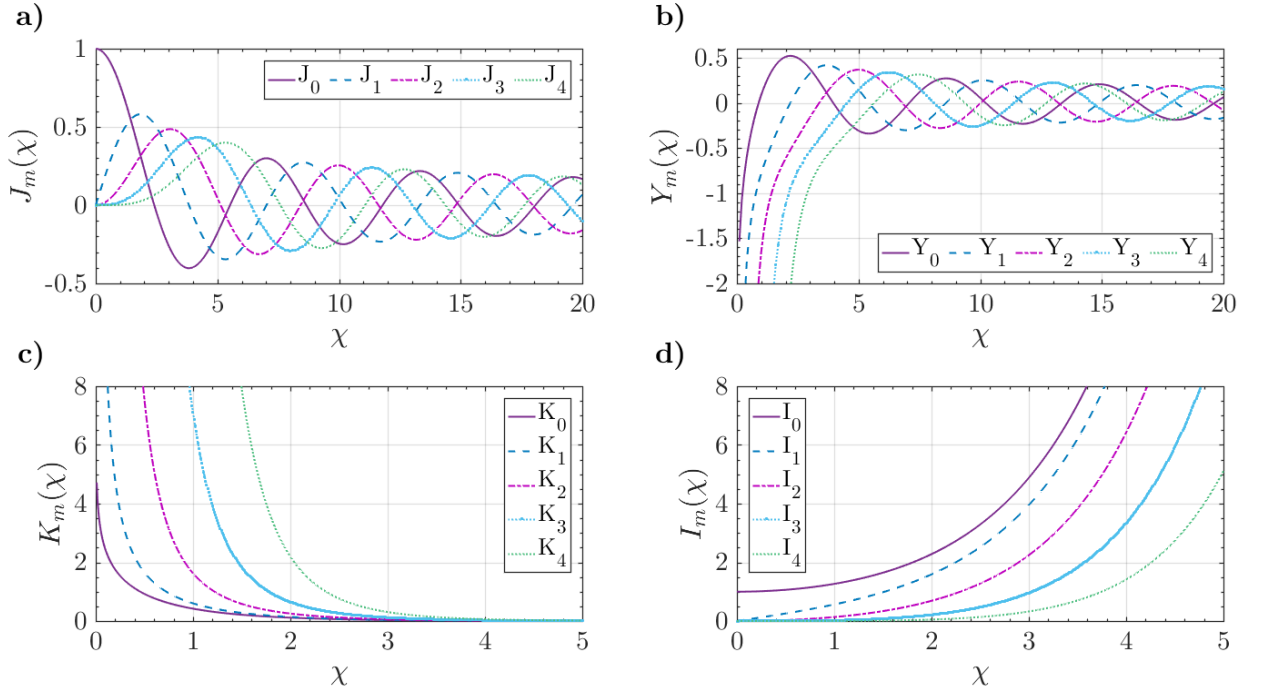 a)
1
0.5
0
-0.5
J_m(χ)
J_0 J_1 J_2 J_3 J_4
0 5 10 15 20
χ
b)
0.5
0
-0.5
-1
-1.5
-2
Y_m(χ)
Y_0 Y_1 Y_2 Y_3 Y_4
0 5 10 15 20
χ
c)
8
6
4
2
0
K_m(χ)
K_0
K_1
K_2
K_3
K_4
0 1 2 3 4 5
χ
d)
8
6
4
2
0
I_m(χ)
I_0
I_1
I_2
I_3
I_4
0 1 2 3 4 5
χ